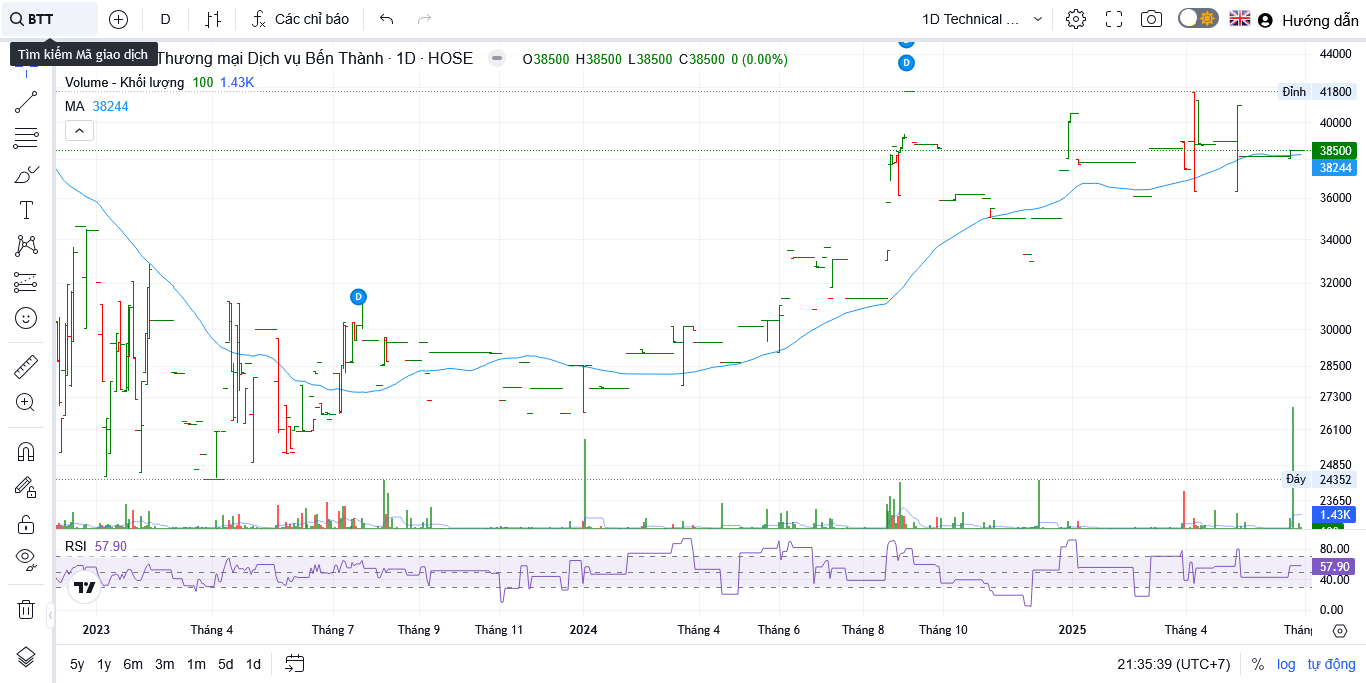 BTT D Các chỉ báo 1D Technical ... Hướng dẫn
Tìm kiếm Mã giao dịch
Thương mại Dịch vụ Bến Thành · 1D · HOSE O38500 H38500 L38500 C38500 0 (0.00%)
Volume - Khối lượng 100 1.43K
MA 38244
D
D
44000
Đỉnh 41800
40000
38500
38244
36000
34000
32000
30000
28500
27300
26100
24850
Đáy 24352
23650
1.43K
RSI 57.90
80.00
57.90
40.00
0.00
2023 Tháng 4 Tháng 7 Tháng 9 Tháng 11 2024 Tháng 4 Tháng 6 Tháng 8 Tháng 10 2025 Tháng 4
5y 1y 6m 3m 1m 5d 1d 21:35:39 (UTC+7) % log tự động